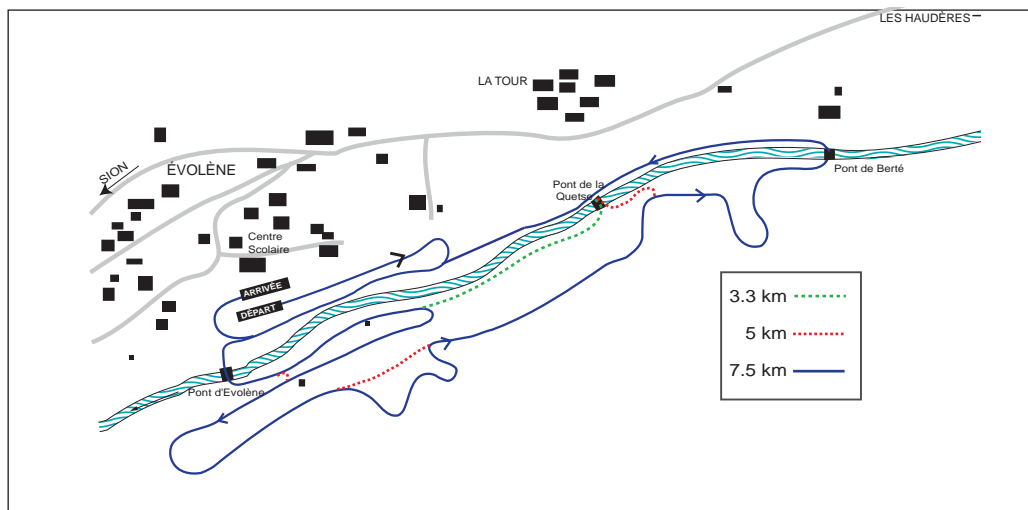 LES HAUDÈRES
LA TOUR
SION
ÉVOLÈNE
Pont de Berté
Pont de la
Quetse
Centre
Scolaire
ARRIVÉE
DÉPART
Pont d'Evolène
3.3 km
5 km
7.5 km